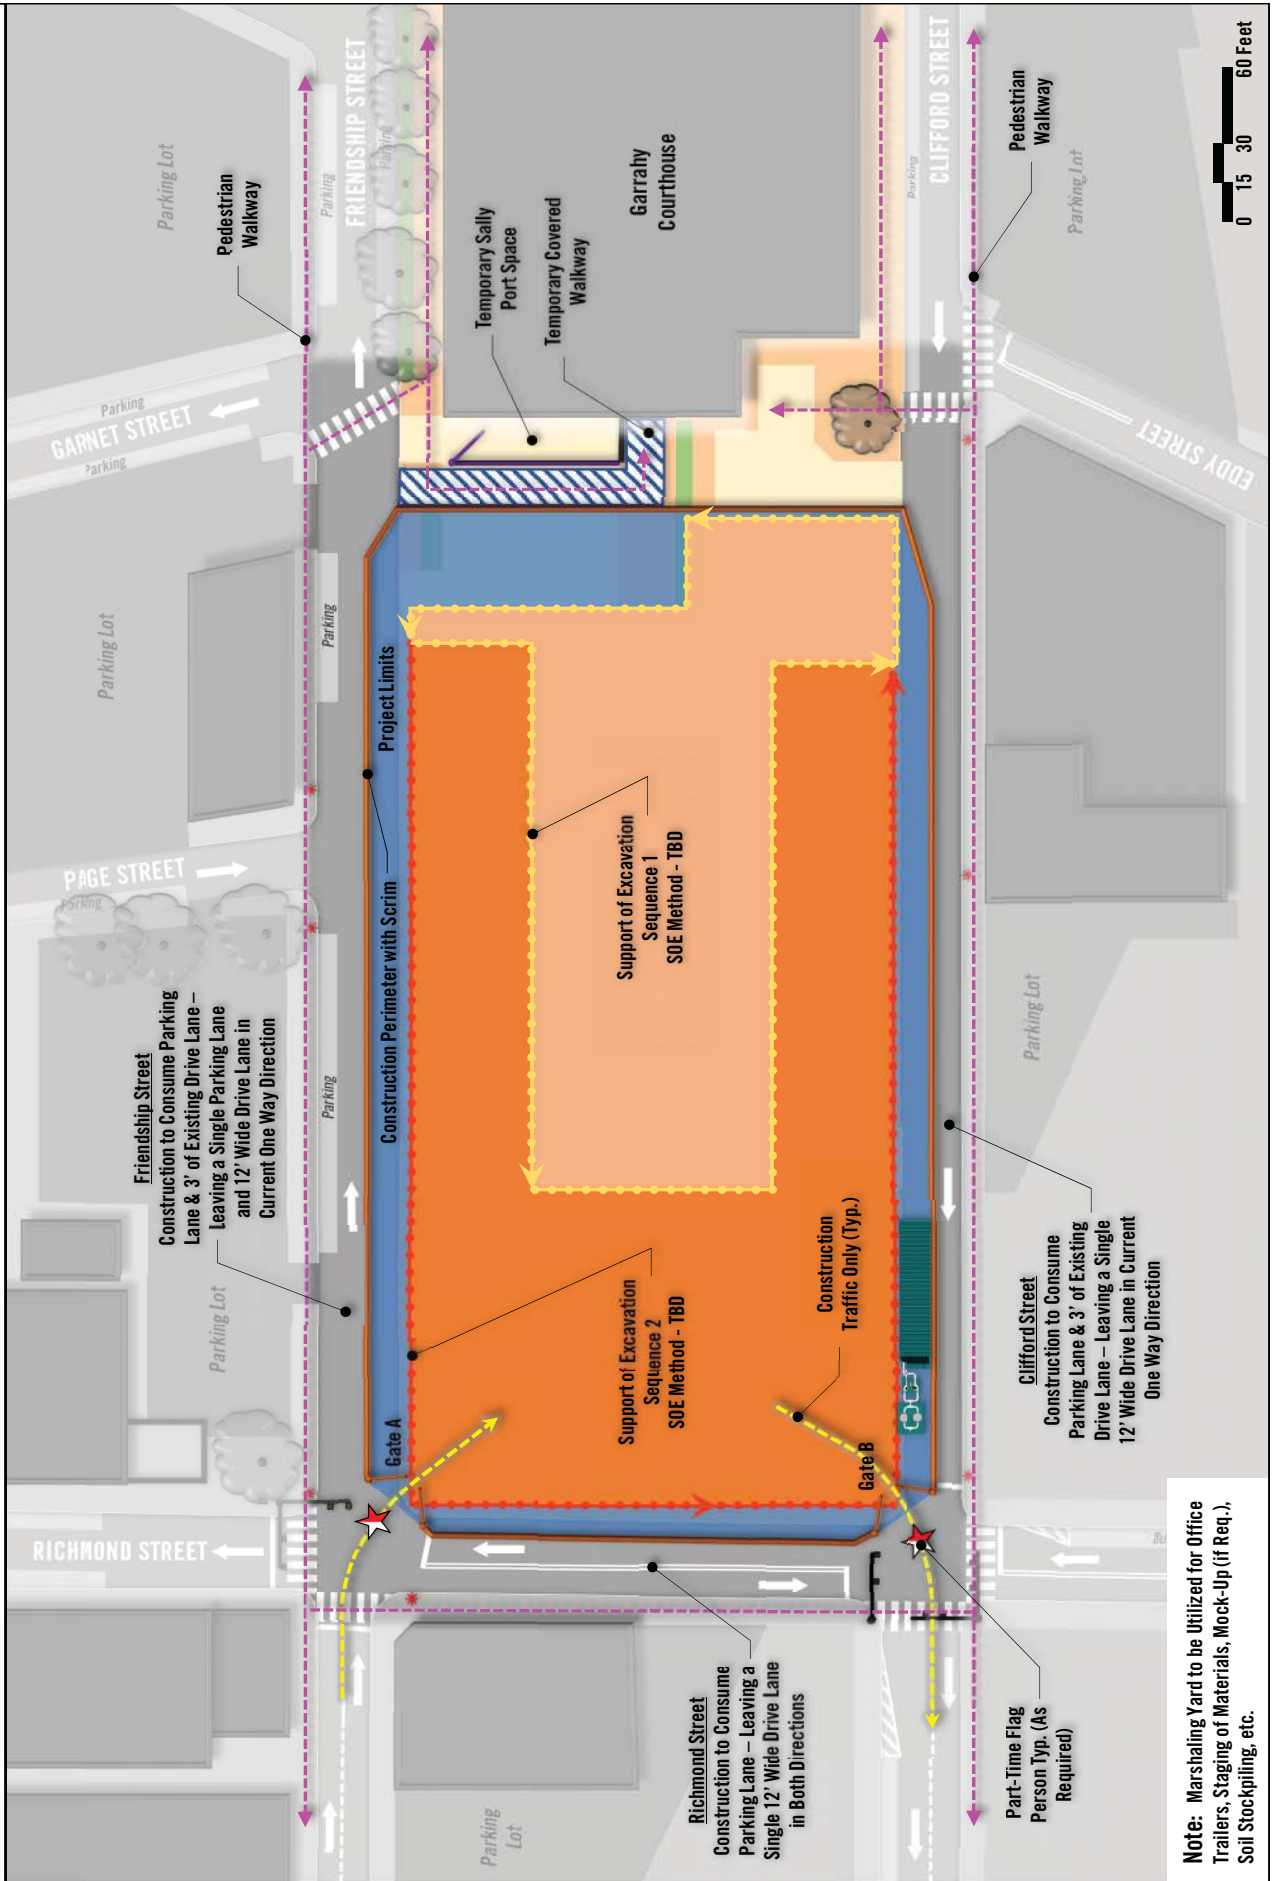 Parking Lot
Pedestrian
Walkway
Parking
FRIENDSHIP STREET
Parking
Parking
GARNET STREET
Parking
Temporary Sally
Port Space
Temporary Covered
Walkway
Garrahy
Courthouse
CLIFFORD STREET
Parking
Pedestrian
Walkway
0 15 30 60 Feet
EDDY STREET
Parking Lot
Parking
Project Limits
PAGE STREET
Parking
Friendship Street
Construction to Consume Parking
Lane & 3' of Existing Drive Lane –
Leaving a Single Parking Lane
and 12' Wide Drive Lane in
Current One Way Direction
Parking
Construction Perimeter with Scrim
Support of Excavation
Sequence 1
SOE Method - TBD
Parking Lot
Parking Lot
Gate A
Support of Excavation
Sequence 2
SOE Method - TBD
Construction
Traffic Only (Typ.)
Gate B
Clifford Street
Construction to Consume
Parking Lane & 3' of Existing
Drive Lane – Leaving a Single
12' Wide Drive Lane in Current
One Way Direction
RICHMOND STREET
Richmond Street
Construction to Consume
Parking Lane – Leaving a
Single 12' Wide Drive Lane
in Both Directions
Parking
Lot
Part-Time Flag
Person Typ. (As
Required)
Note: Marshaling Yard to be Utilized for Office
Trailers, Staging of Materials, Mock-Up (if Req.),
Soil Stockpiling, etc.